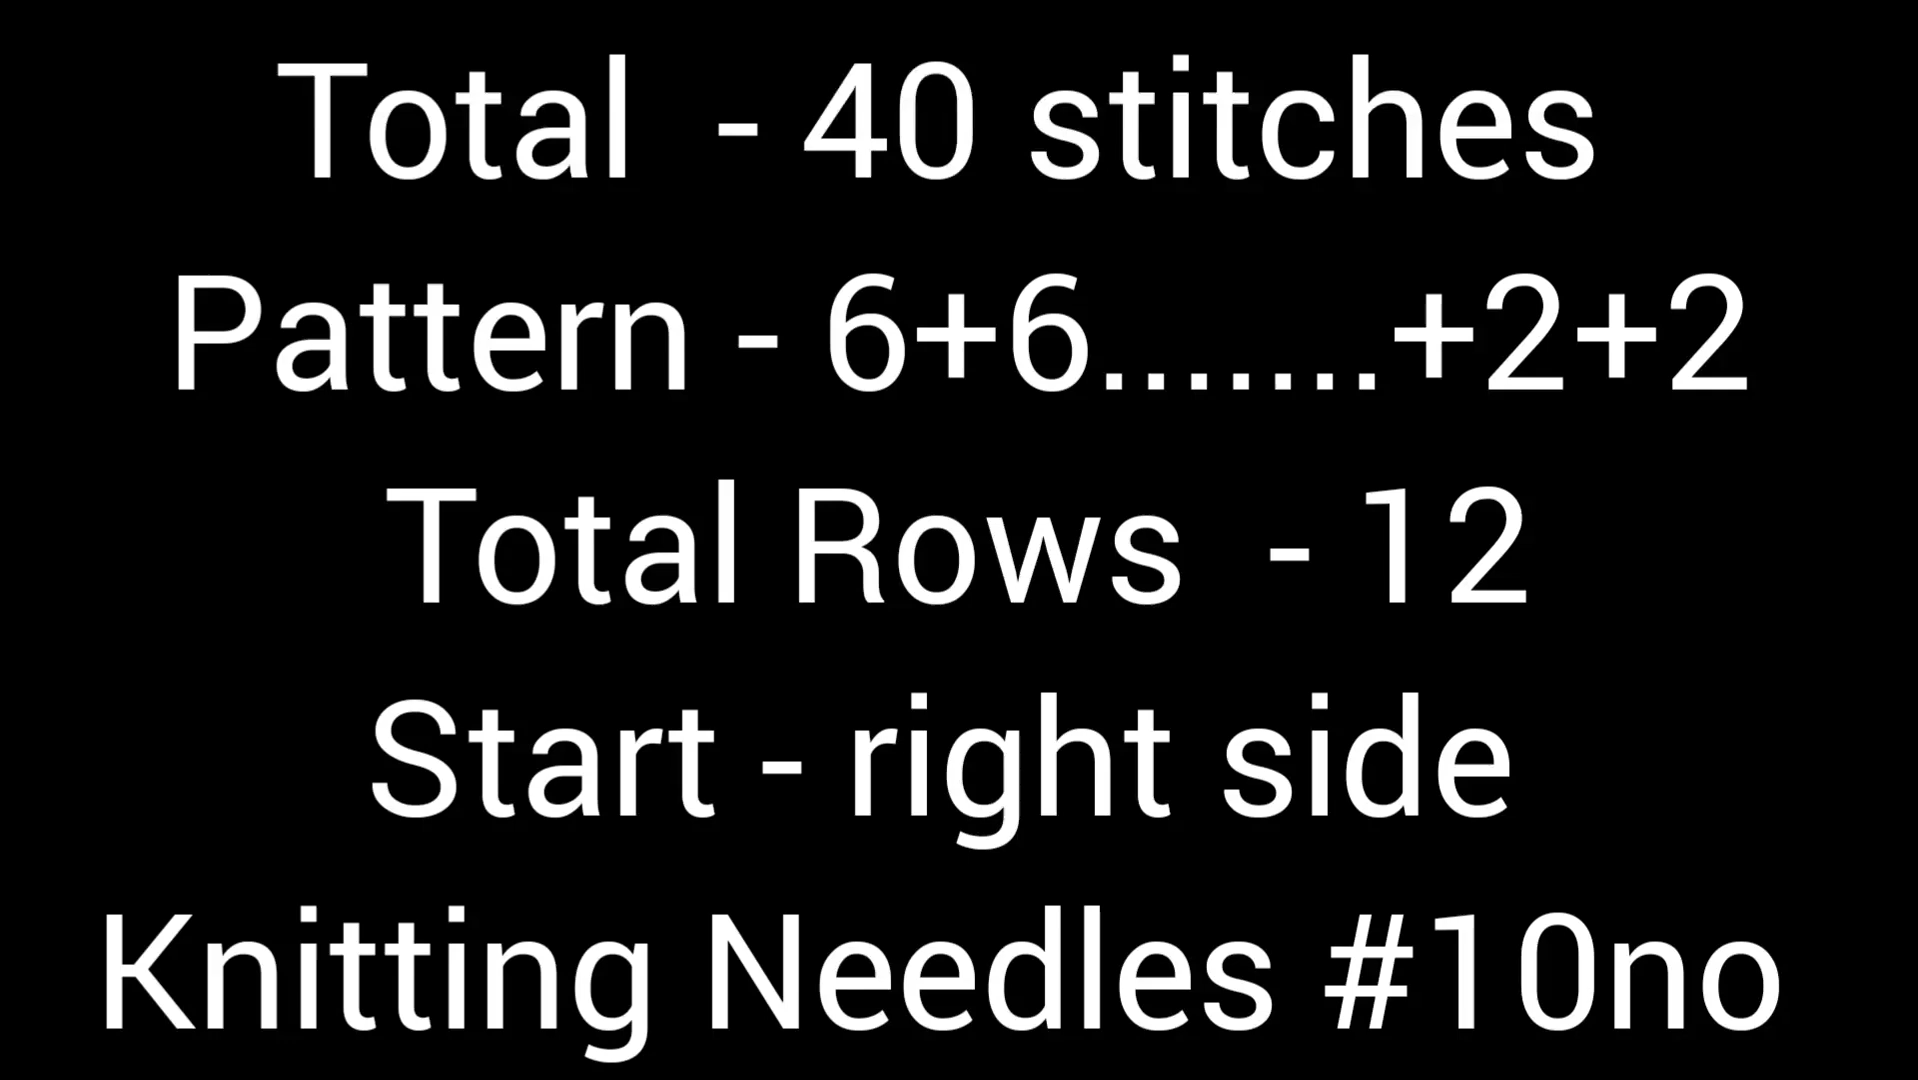 Total - 40 stitches
Pattern - 6+6.......+2+2
Total Rows - 12
Start - right side
Knitting Needles #10no